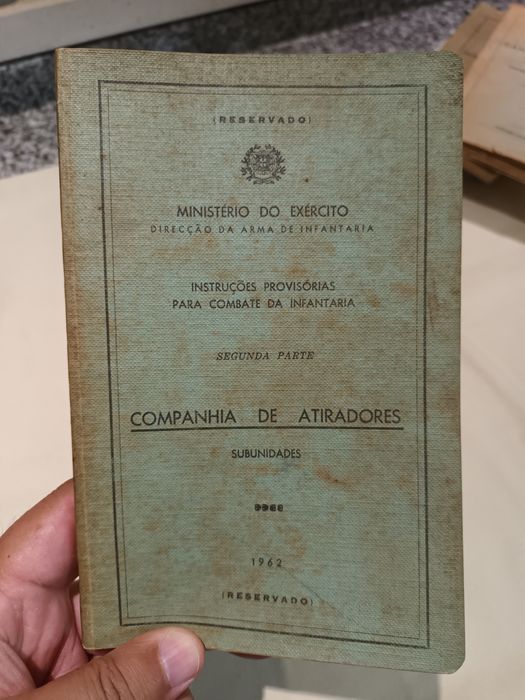 (RESERVADO)
MINISTÉRIO DO EXÉRCITO
DIRECÇÃO DA ARMA DE INFANTARIA
INSTRUÇÕES PROVISÓRIAS
PARA COMBATE DA INFANTARIA
SEGUNDA PARTE
COMPANHIA DE ATIRADORES
SUBUNIDADES
1962
(RESERVADO)